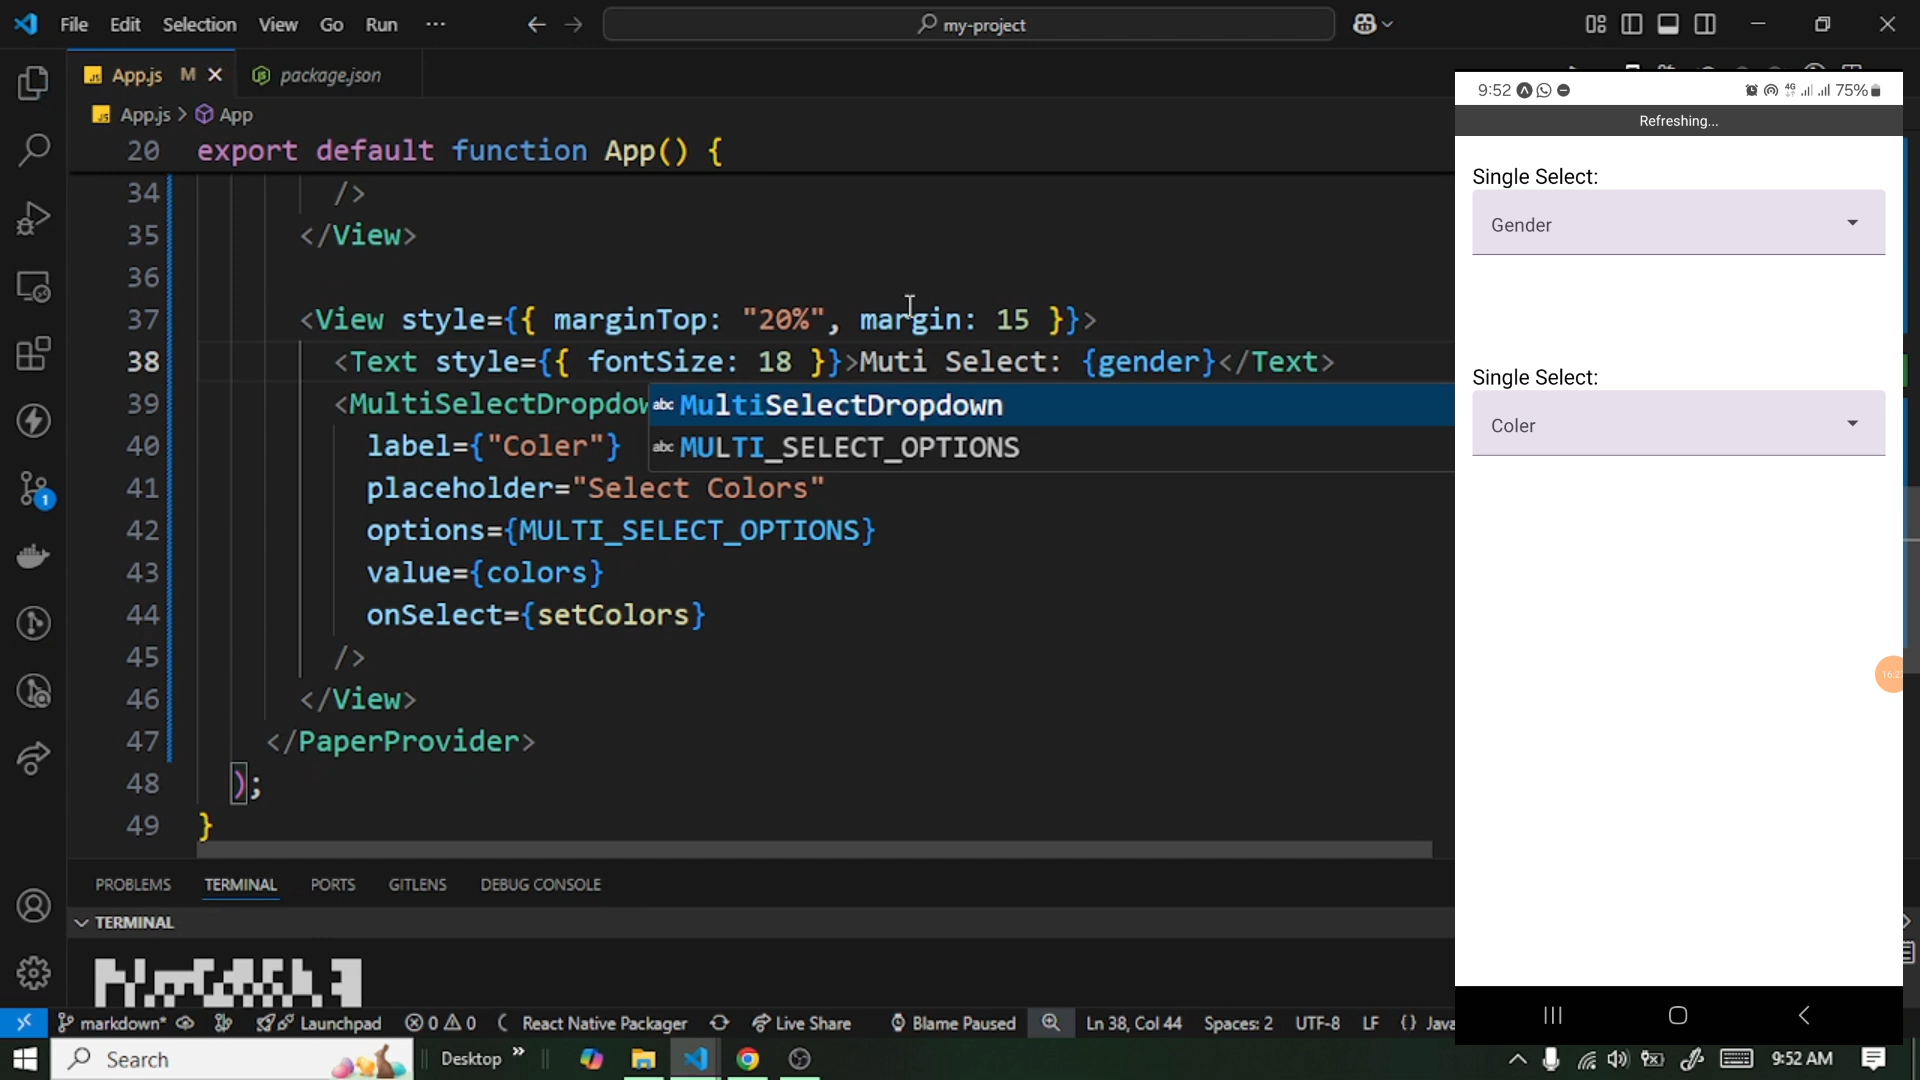 File Edit Selection View Go Run ··· my-project
App.js M package.json
App.js > App
20 export default function App() {
34 />
35 </View>
36
37 <View style={{ marginTop: "20%", margin: 15 }}>
38 <Text style={{ fontSize: 18 }}>Muti Select: {gender}</Text>
39 <MultiSelectDropdow
abc MultiSelectDropdown
40 label={"Coler"}
abc MULTI_SELECT_OPTIONS
41 placeholder="Select Colors"
42 options={MULTI_SELECT_OPTIONS}
43 value={colors}
44 onSelect={setColors}
45 />
46 </View>
47 </PaperProvider>
48 );
49 }
PROBLEMS TERMINAL PORTS GITLENS DEBUG CONSOLE
TERMINAL
markdown* Launchpad 0 0 React Native Packager Live Share Blame Paused Ln 38, Col 44 Spaces: 2 UTF-8 LF {} Java
Search Desktop 9:52 AM
9:52 4G 75%
Refreshing...
Single Select:
Gender
Single Select:
Coler
1